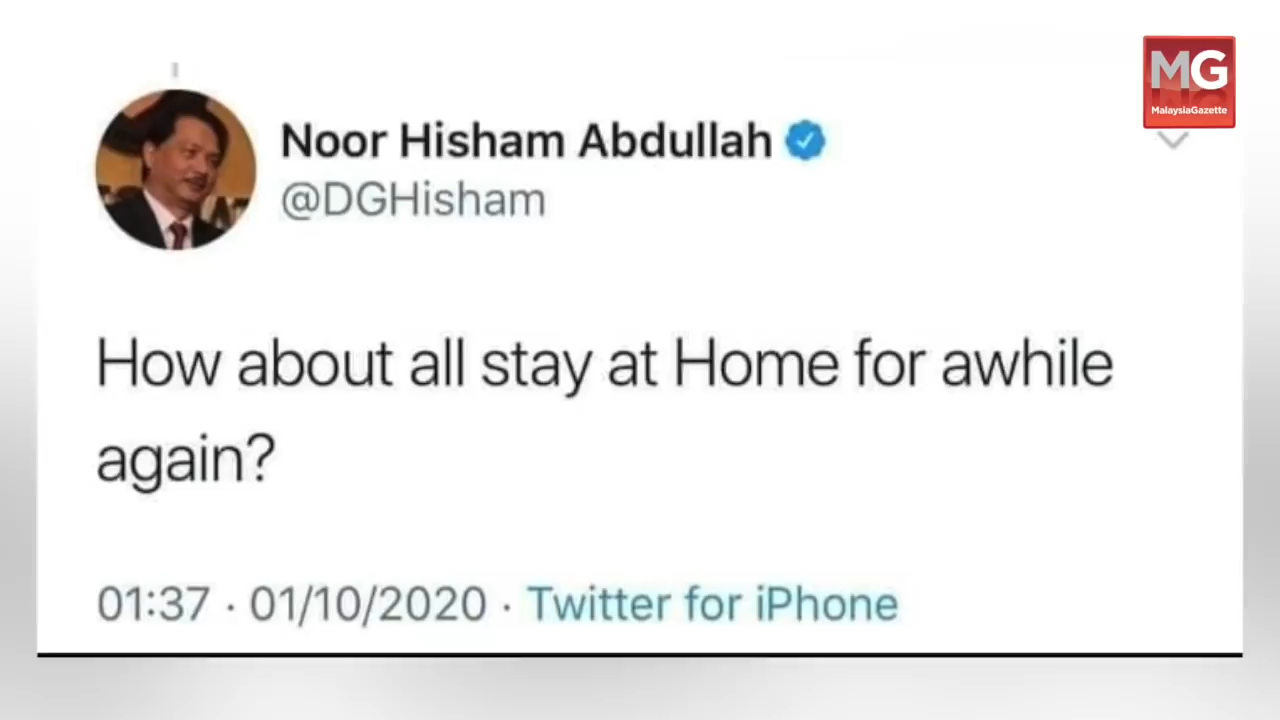 MG
MalaysiaGazette
Noor Hisham Abdullah
@DGHisham
How about all stay at Home for awhile
again?
01:37 · 01/10/2020 · Twitter for iPhone